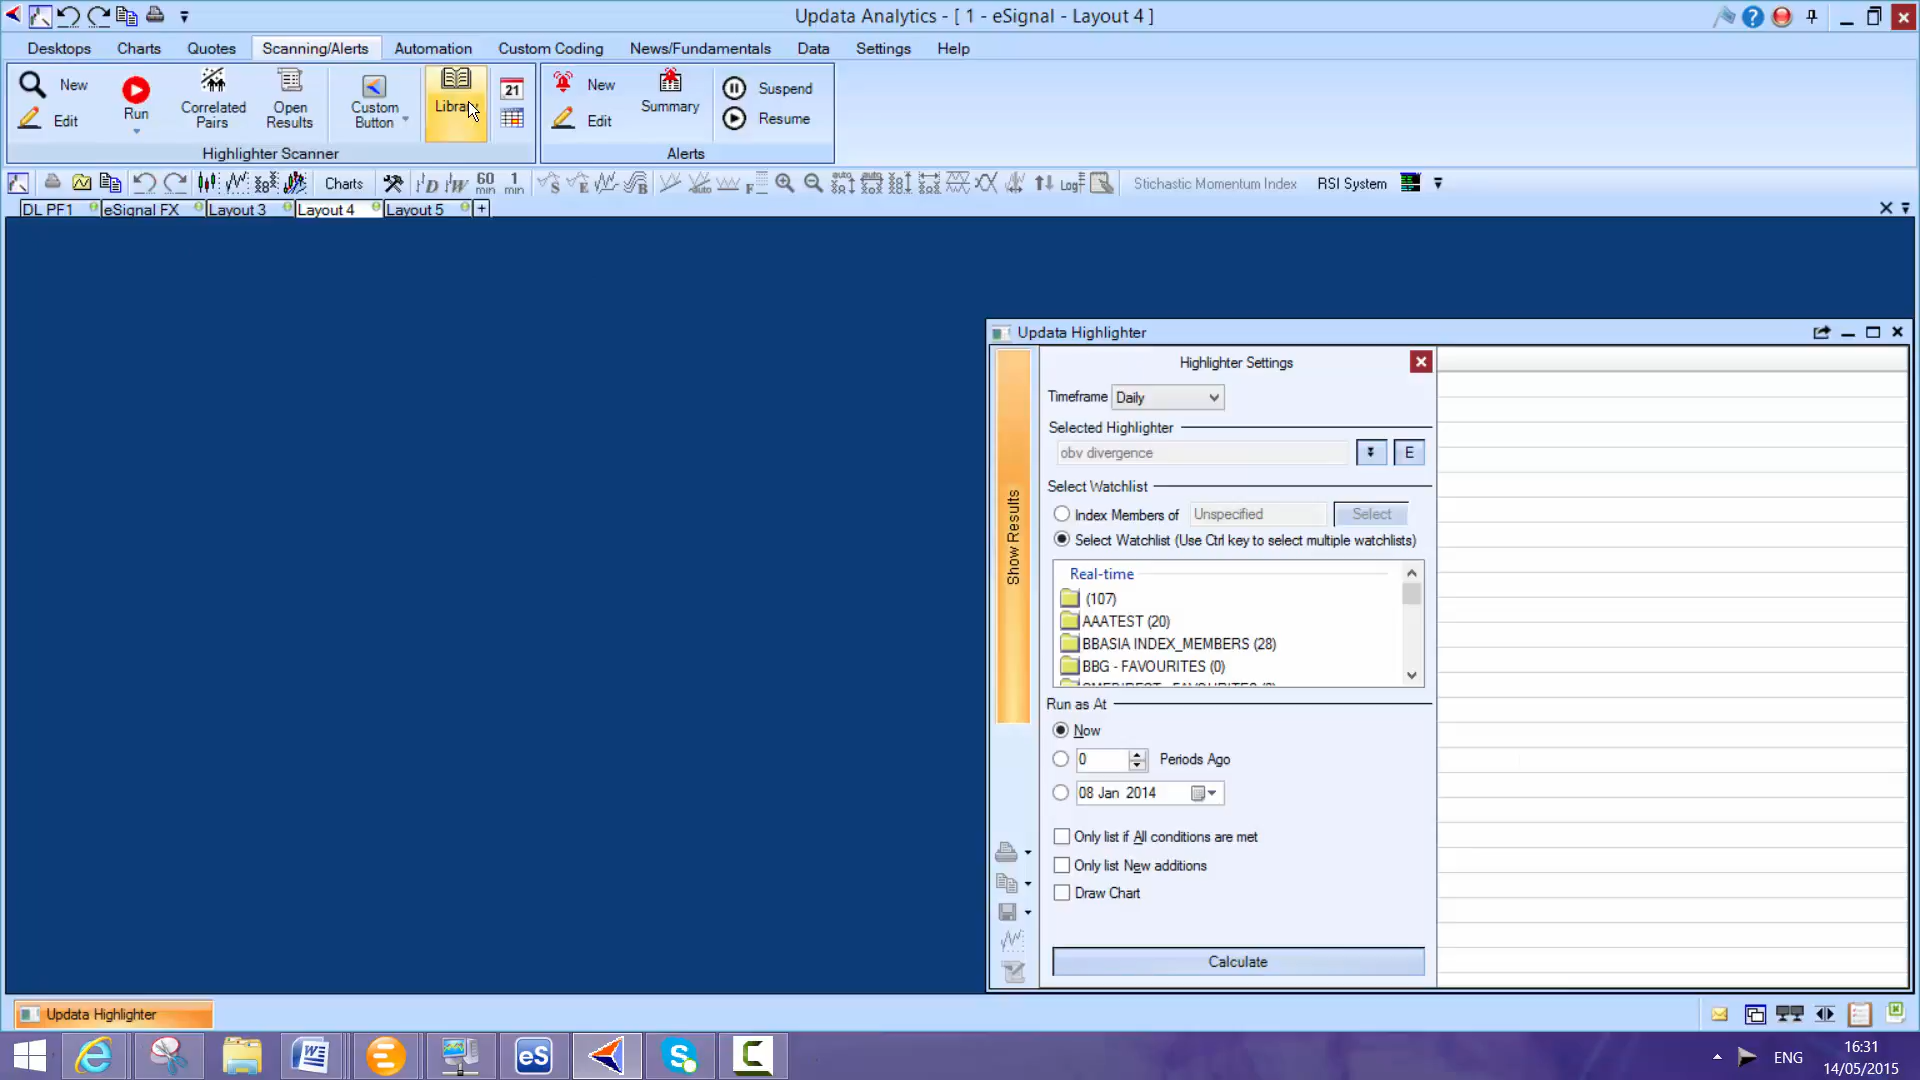 Updata Analytics - [ 1 - eSignal - Layout 4 ]
Desktops Charts Quotes Scanning/Alerts Automation Custom Coding News/Fundamentals Data Settings Help
New
Edit
Run
Correlated Pairs
Open Results
Custom Button
Library
21
Highlighter Scanner
New
Edit
Summary
Suspend
Resume
Alerts
Charts
D
W
60 min
1 min
Log
Stichastic Momentum Index
RSI System
DL PF1 eSignal FX Layout 3 Layout 4 Layout 5 +
Updata Highlighter
Show Results
Highlighter Settings
Timeframe Daily
Selected Highlighter
obv divergence
E
Select Watchlist
Index Members of Unspecified Select
Select Watchlist (Use Ctrl key to select multiple watchlists)
Real-time
(107)
AAATEST (20)
BBASIA INDEX_MEMBERS (28)
BBG - FAVOURITES (0)
Run as At
Now
0 Periods Ago
08 Jan 2014
Only list if All conditions are met
Only list New additions
Draw Chart
Calculate
Updata Highlighter
eS
ENG
16:31
14/05/2015